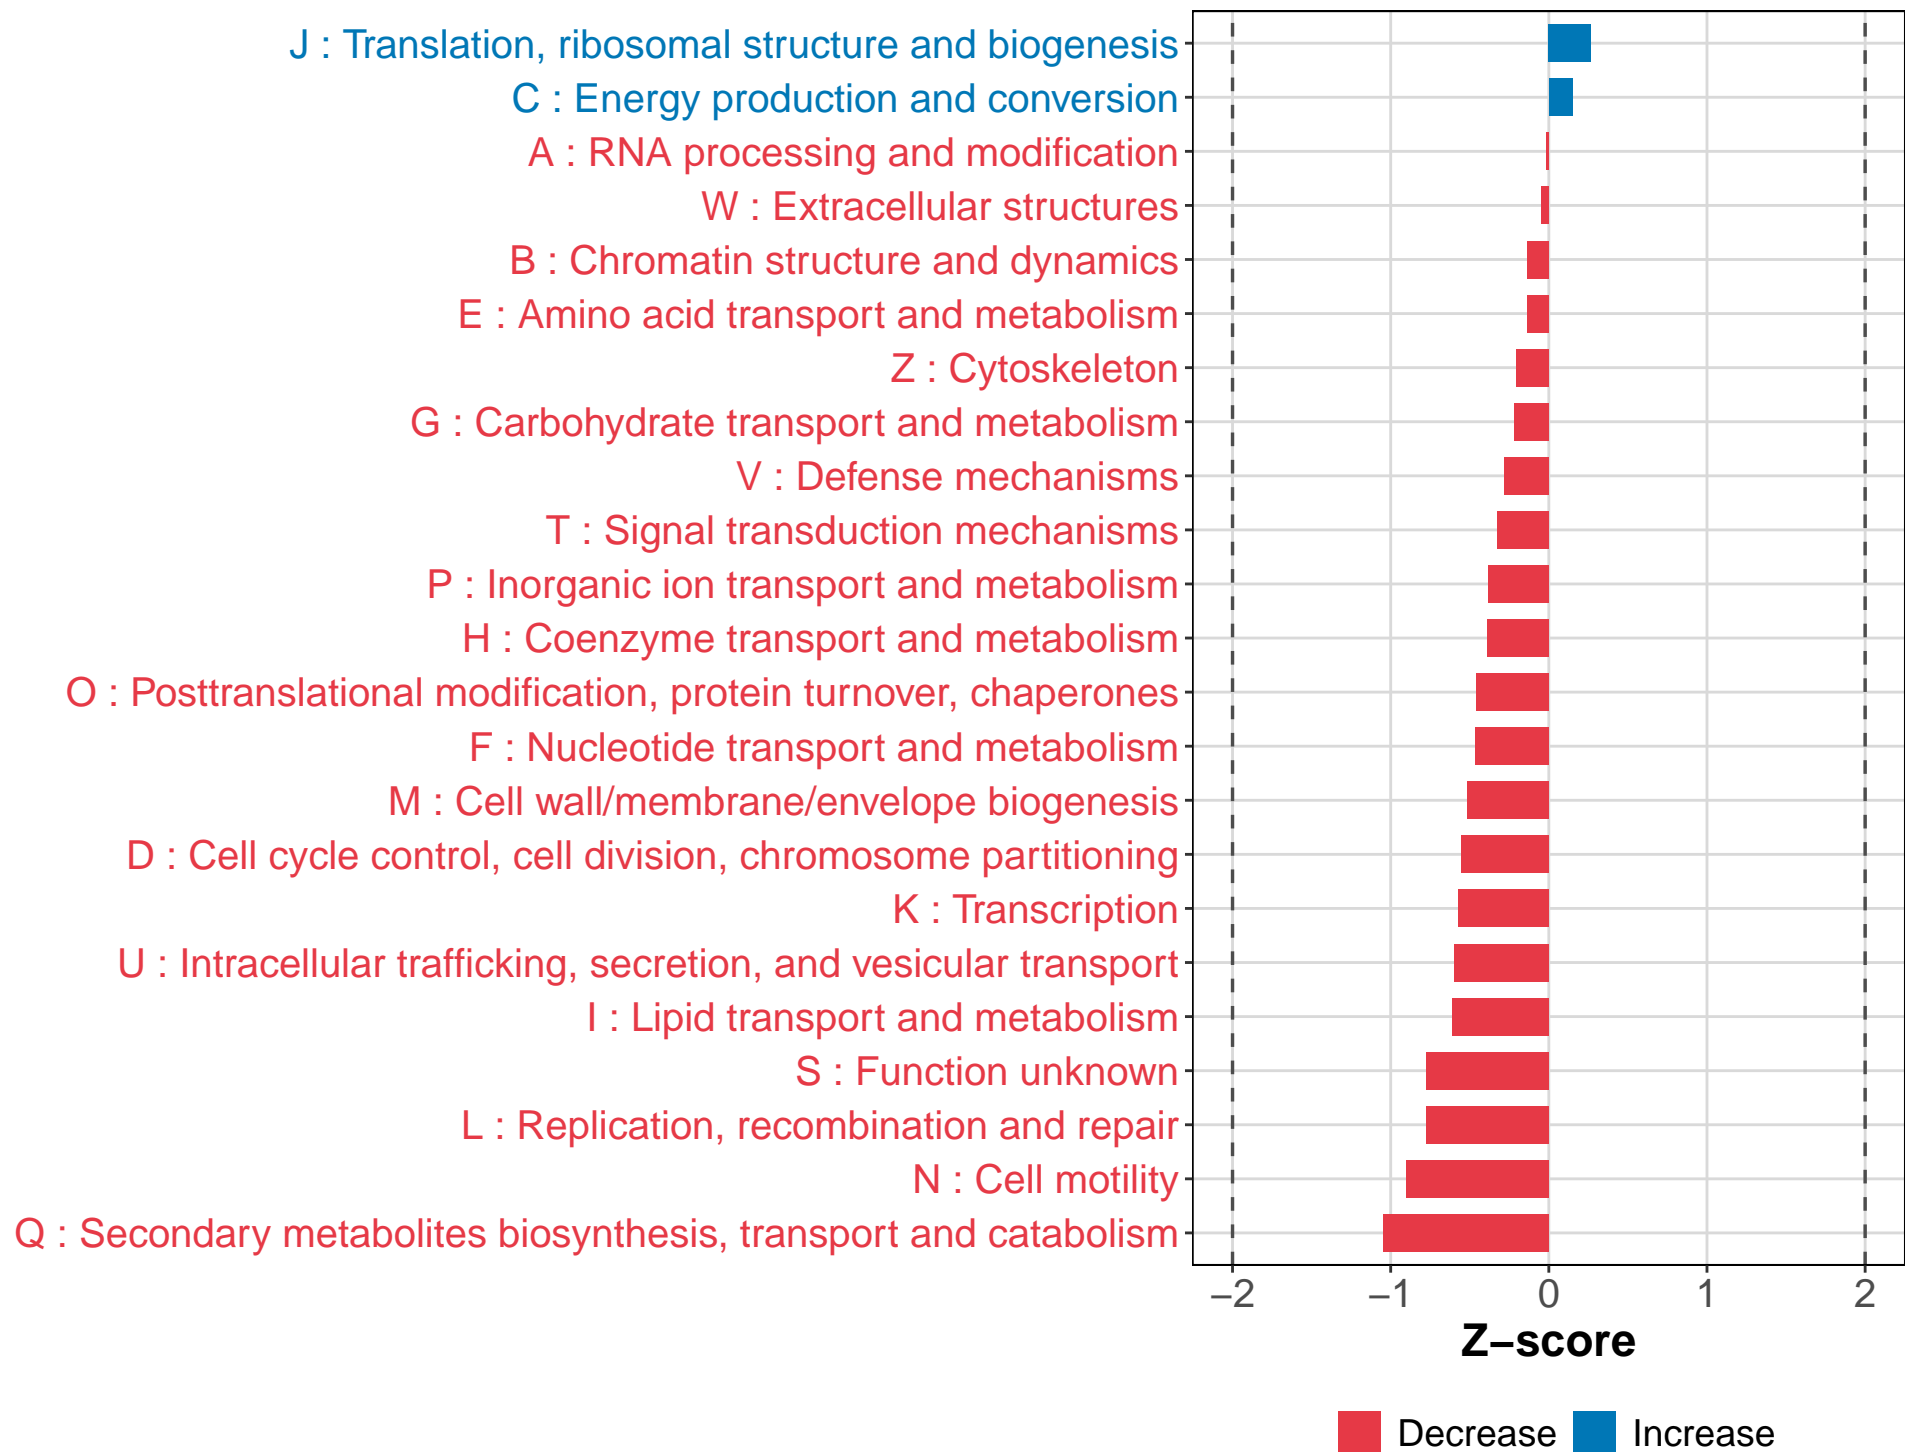 J : Translation, ribosomal structure and biogenesis
C : Energy production and conversion
A : RNA processing and modification
W : Extracellular structures
B : Chromatin structure and dynamics
E : Amino acid transport and metabolism
Z : Cytoskeleton
G : Carbohydrate transport and metabolism
V : Defense mechanisms
T : Signal transduction mechanisms
P : Inorganic ion transport and metabolism
H : Coenzyme transport and metabolism
O : Posttranslational modification, protein turnover, chaperones
F : Nucleotide transport and metabolism
M : Cell wall/membrane/envelope biogenesis
D : Cell cycle control, cell division, chromosome partitioning
K : Transcription
U : Intracellular trafficking, secretion, and vesicular transport
I : Lipid transport and metabolism
S : Function unknown
L : Replication, recombination and repair
N : Cell motility
Q : Secondary metabolites biosynthesis, transport and catabolism
−2 −1 0 1 2
Z−score
Decrease Increase